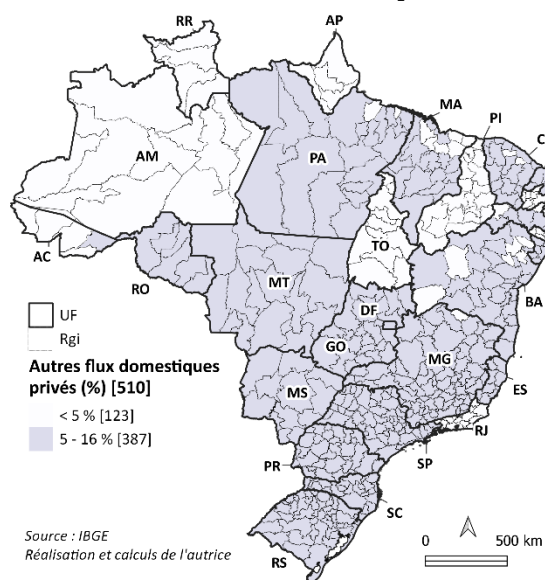 RR
AP
MA
PI
C
AM
PA
AC
TO
RO
MT
BA
DF
GO
MG
MS
ES
RJ
SP
PR
SC
RS
UF
Rgi
Autres flux domestiques
privés (%) [510]
< 5 % [123]
5 - 16 % [387]
Source : IBGE
Réalisation et calculs de l'autrice
0 500 km